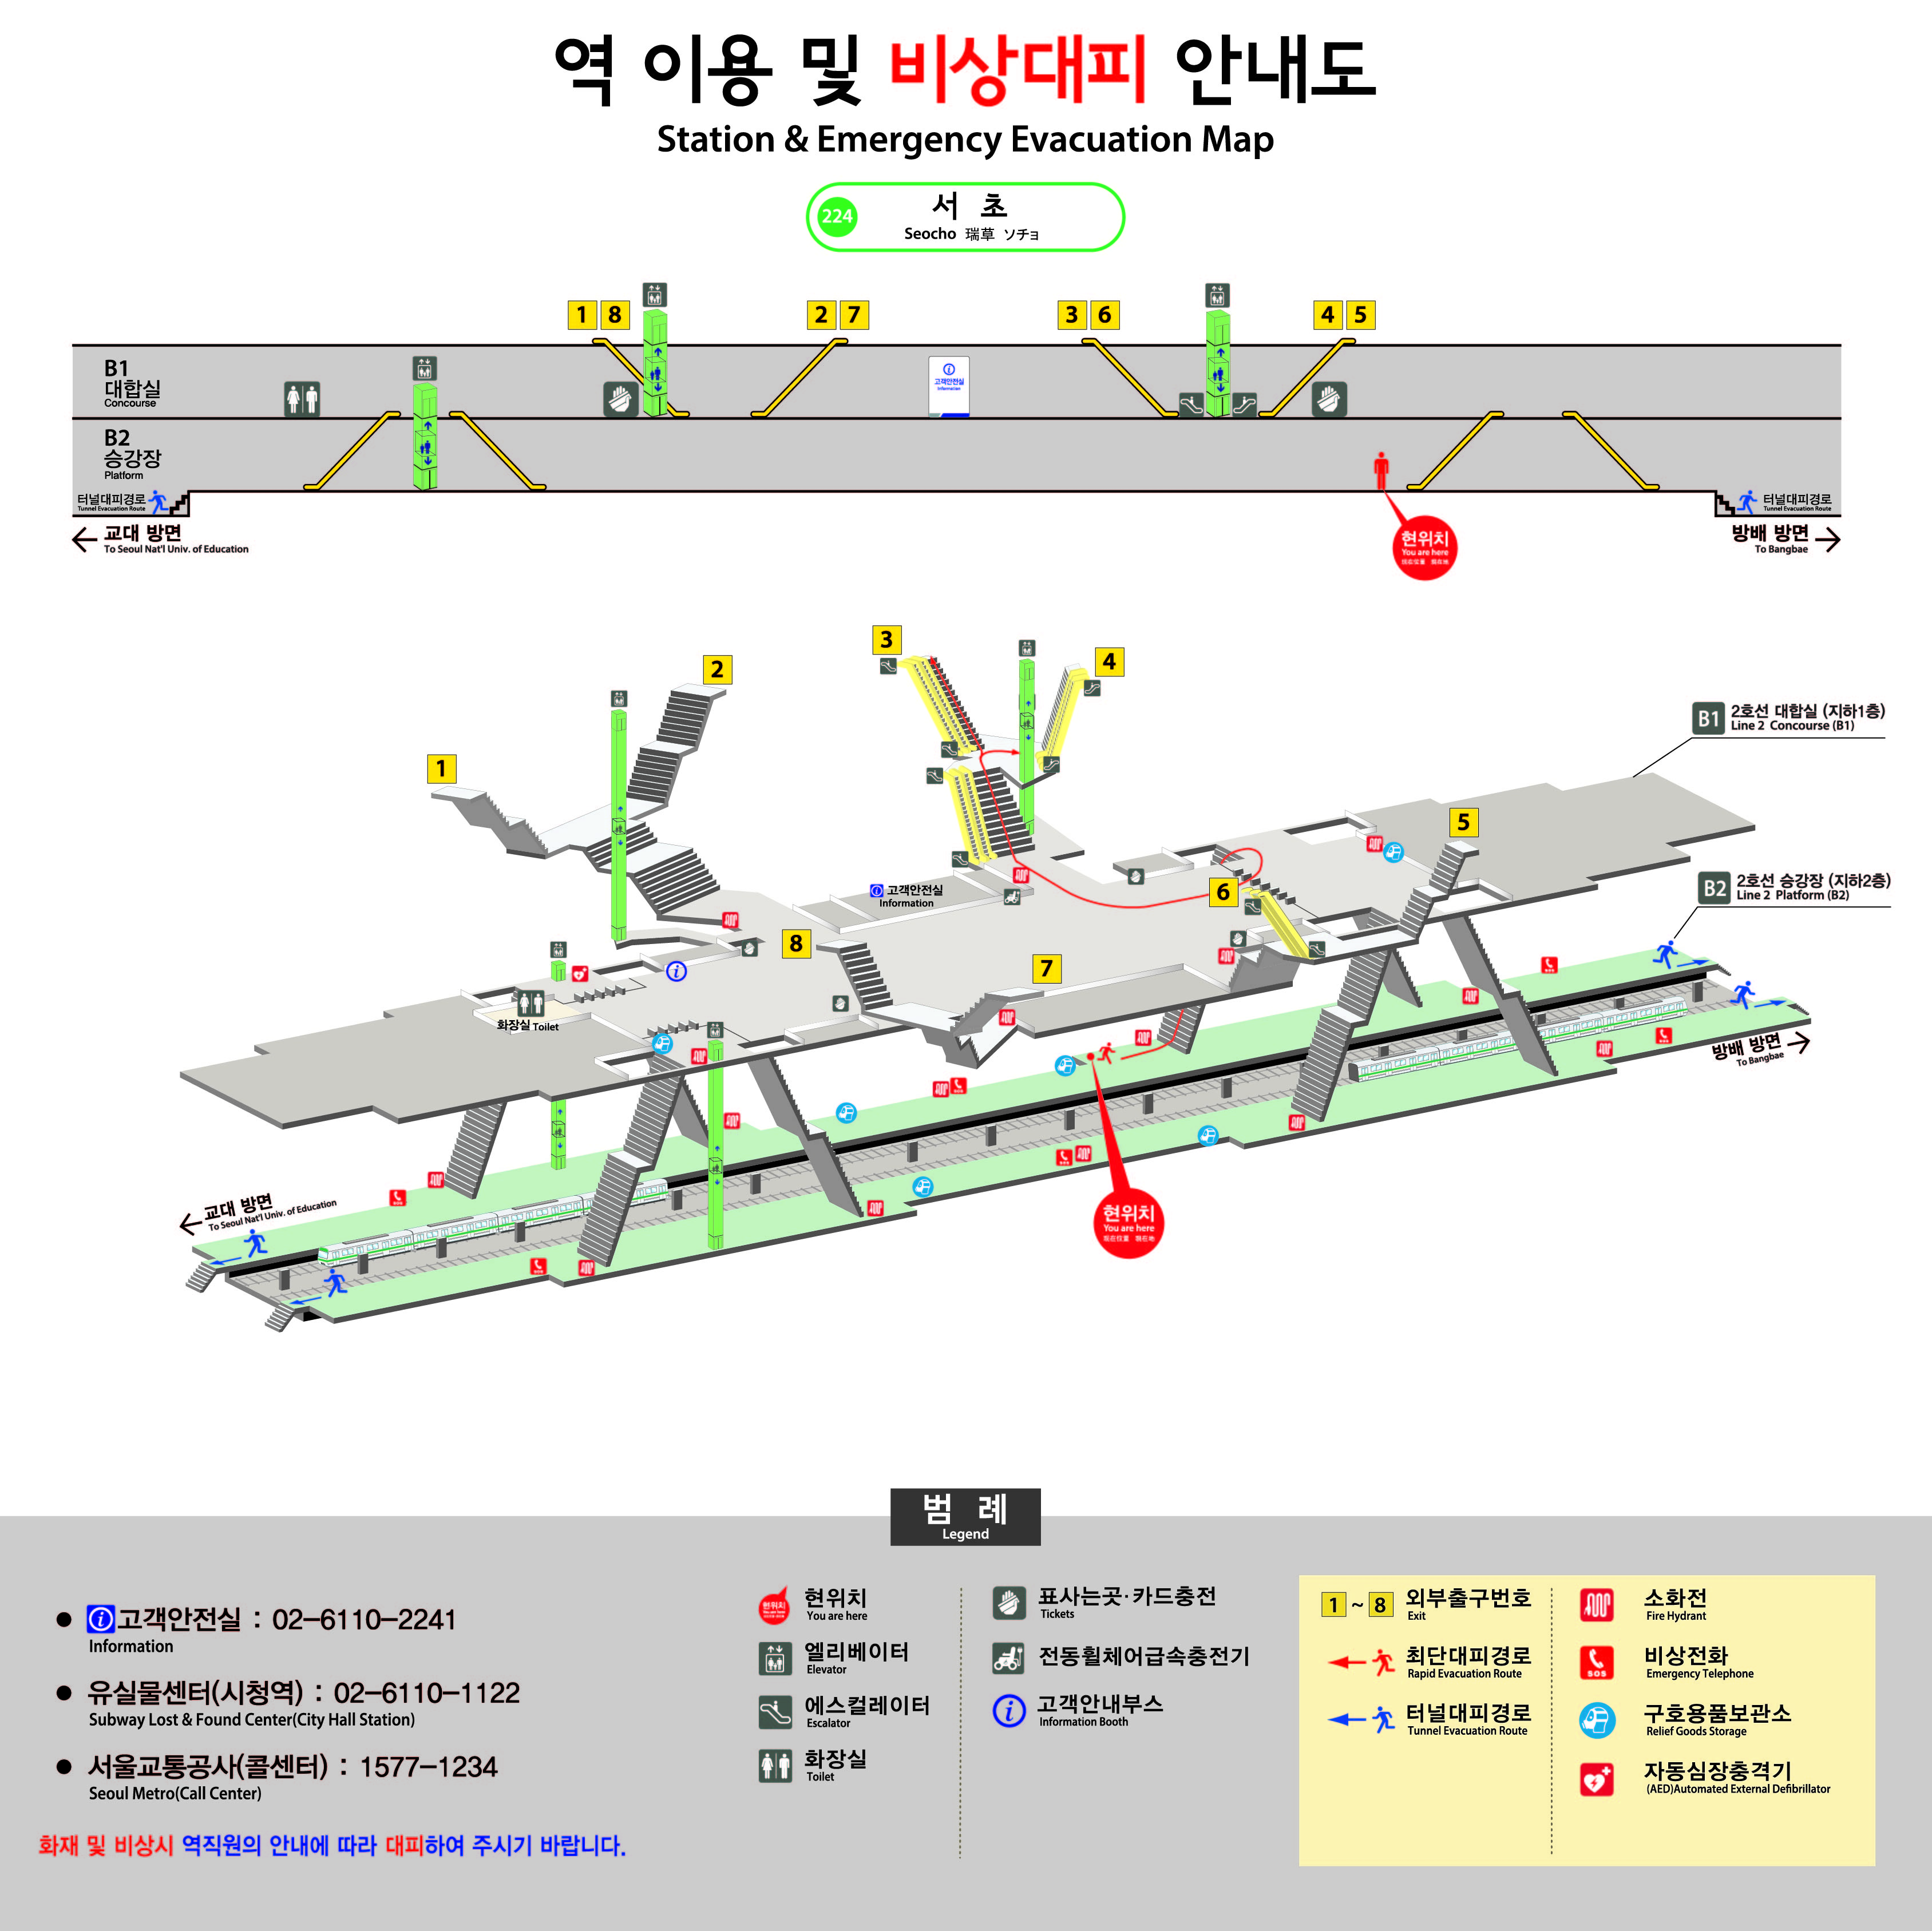 역 이용 및 비상대피 안내도
Station & Emergency Evacuation Map
224
서 초
Seocho 瑞草 ソチョ
1 8
2 7
3 6
4 5
B1
대합실
Concourse
고객안전실
Information
B2
승강장
Platform
터널대피경로
Tunnel Evacuation Route
교대 방면
To Seoul Nat'l Univ. of Education
터널대피경로
Tunnel Evacuation Route
방배 방면
To Bangbae
현위치
You are here
现在位置 現在地
3
4
2
1
B1 2호선 대합실 (지하1층)
Line 2 Concourse (B1)
5
B2 2호선 승강장 (지하2층)
Line 2 Platform (B2)
고객안전실
Information
6
8
7
화장실 Toilet
방배 방면
To Bangbae
교대 방면
To Seoul Nat'l Univ. of Education
현위치
You are here
现在位置 現在地
범 례
Legend
고객안전실 : 02-6110-2241
Information
유실물센터(시청역) : 02-6110-1122
Subway Lost & Found Center(City Hall Station)
서울교통공사(콜센터) : 1577-1234
Seoul Metro(Call Center)
화재 및 비상시 역직원의 안내에 따라 대피하여 주시기 바랍니다.
현위치
You are here
엘리베이터
Elevator
에스컬레이터
Escalator
화장실
Toilet
표사는곳·카드충전
Tickets
전동휠체어급속충전기
고객안내부스
Information Booth
1 ~ 8 외부출구번호
Exit
최단대피경로
Rapid Evacuation Route
터널대피경로
Tunnel Evacuation Route
소화전
Fire Hydrant
SOS
비상전화
Emergency Telephone
구호용품보관소
Relief Goods Storage
자동심장충격기
(AED)Automated External Defibrillator